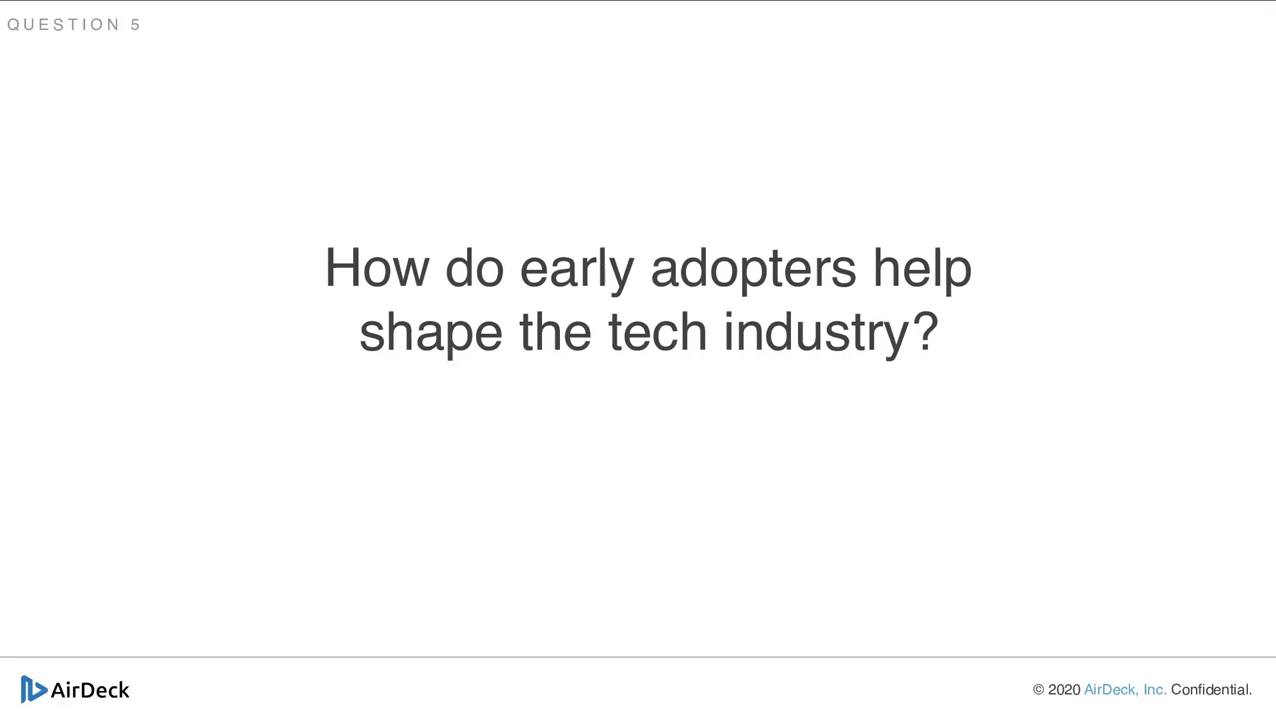 QUESTION 5
How do early adopters help
shape the tech industry?
AirDeck
© 2020 AirDeck, Inc. Confidential.